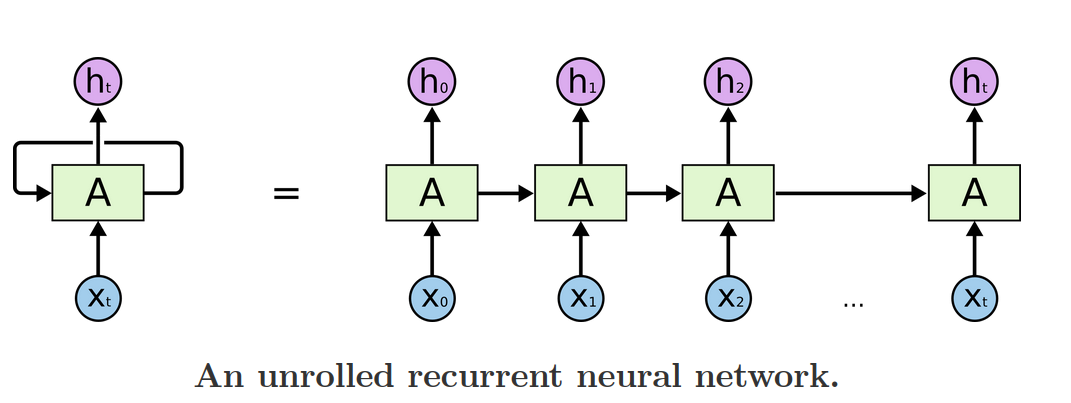 ht h0 h1 h2 ht
A = A A A A
xt x0 x1 x2 ... xt
An unrolled recurrent neural network.